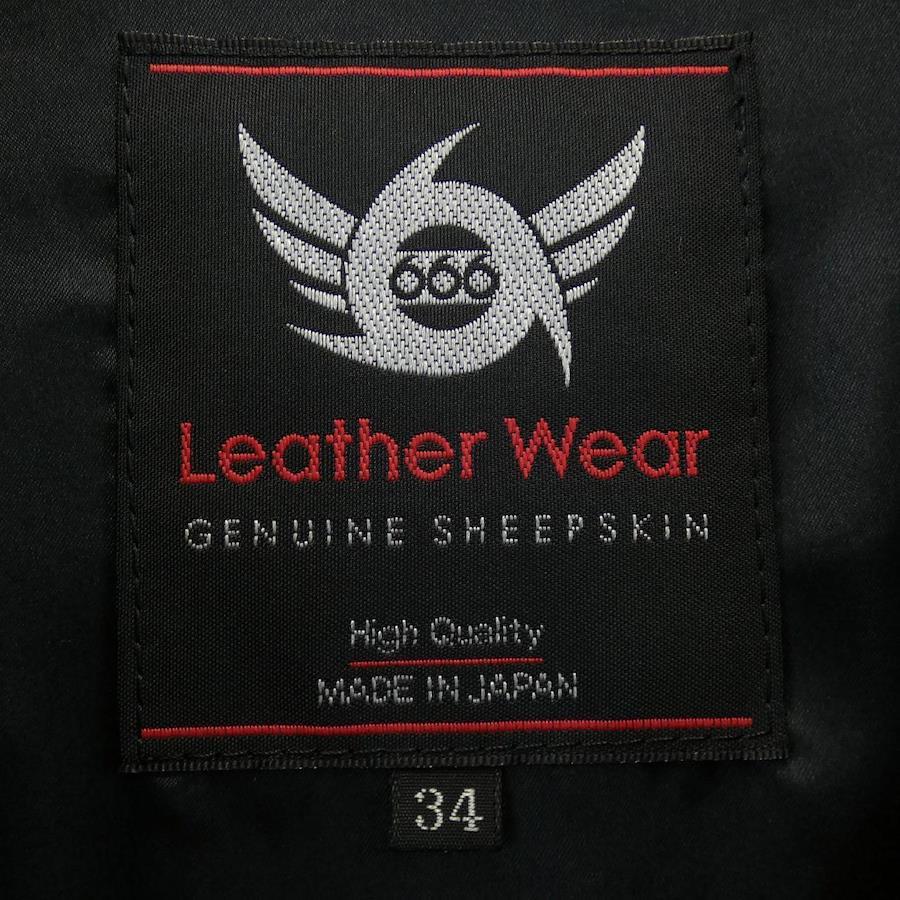 666
Leather Wear
GENUINE SHEEPSKIN
High Quality
MADE IN JAPAN
34